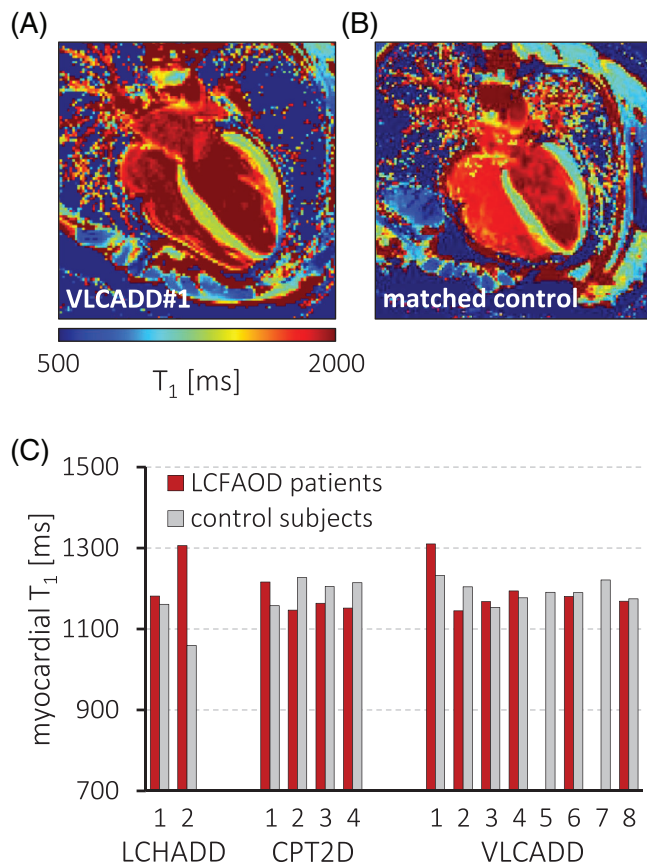 (A)
(B)
VLCADD#1
matched control
500 2000
T₁ [ms]
(C)
1500
1300
1100
900
700
myocardial T₁ [ms]
LCFAOD patients
control subjects
1 2 1 2 3 4 1 2 3 4 5 6 7 8
LCHADD CPT2D VLCADD